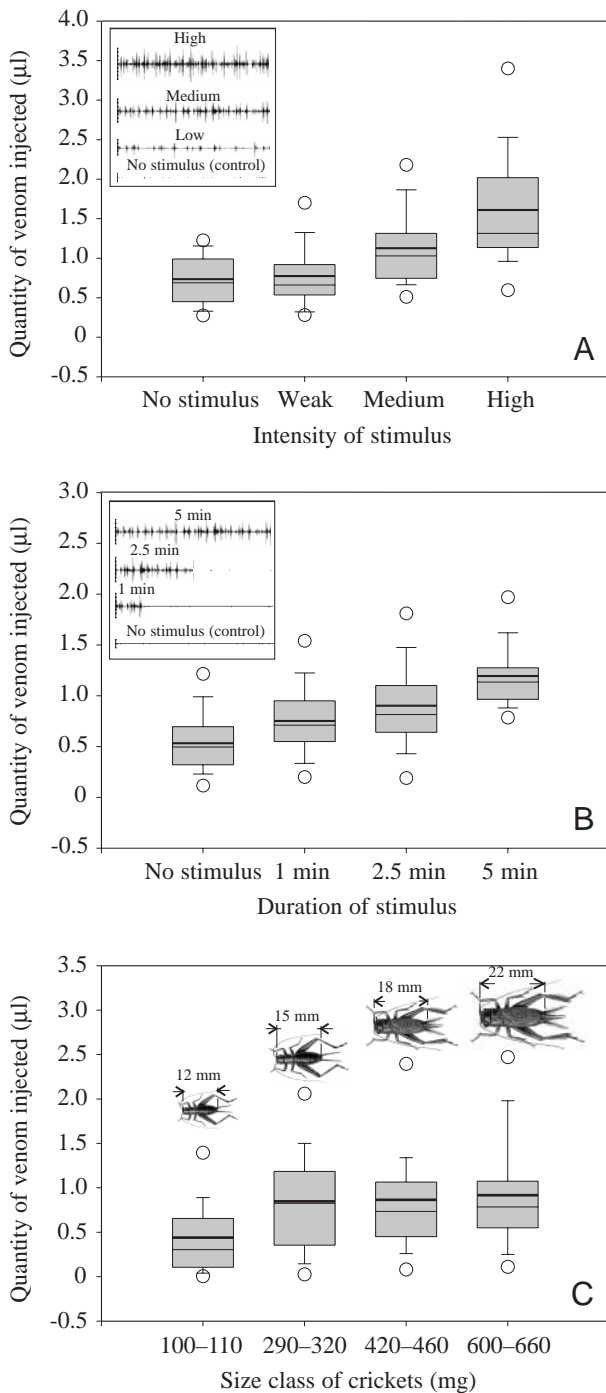 4.0
3.5
3.0
2.5
2.0
1.5
1.0
0.5
0
-0.5
Quantity of venom injected (µl)
High
Medium
Low
No stimulus (control)
A
No stimulus Weak Medium High
Intensity of stimulus
3.0
2.5
2.0
1.5
1.0
0.5
0
-0.5
Quantity of venom injected (µl)
5 min
2.5 min
1 min
No stimulus (control)
B
No stimulus 1 min 2.5 min 5 min
Duration of stimulus
3.5
3.0
2.5
2.0
1.5
1.0
0.5
0
-0.5
Quantity of venom injected (µl)
12 mm
15 mm
18 mm
22 mm
C
100–110 290–320 420–460 600–660
Size class of crickets (mg)